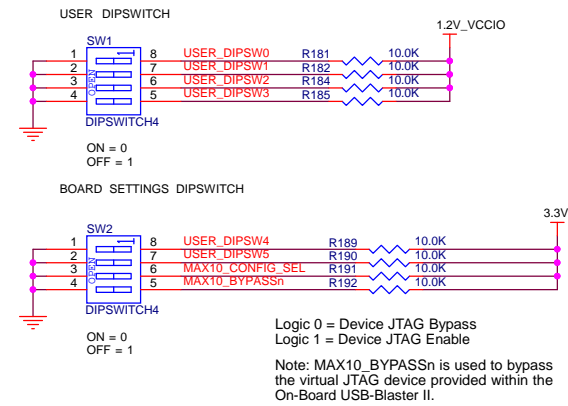 USER DIPSWITCH
1.2V_VCCIO
SW1
1 8 USER_DIPSW0 R181 10.0K
2 7 USER_DIPSW1 R182 10.0K
3 6 USER_DIPSW2 R184 10.0K
4 5 USER_DIPSW3 R185 10.0K
OPEN
DIPSWITCH4
ON = 0
OFF = 1
BOARD SETTINGS DIPSWITCH
3.3V
SW2
1 8 USER_DIPSW4 R189 10.0K
2 7 USER_DIPSW5 R190 10.0K
3 6 MAX10_CONFIG_SEL R191 10.0K
4 5 MAX10_BYPASSn R192 10.0K
OPEN
DIPSWITCH4
ON = 0
OFF = 1
Logic 0 = Device JTAG Bypass
Logic 1 = Device JTAG Enable
Note: MAX10_BYPASSn is used to bypass
the virtual JTAG device provided within the
On-Board USB-Blaster II.